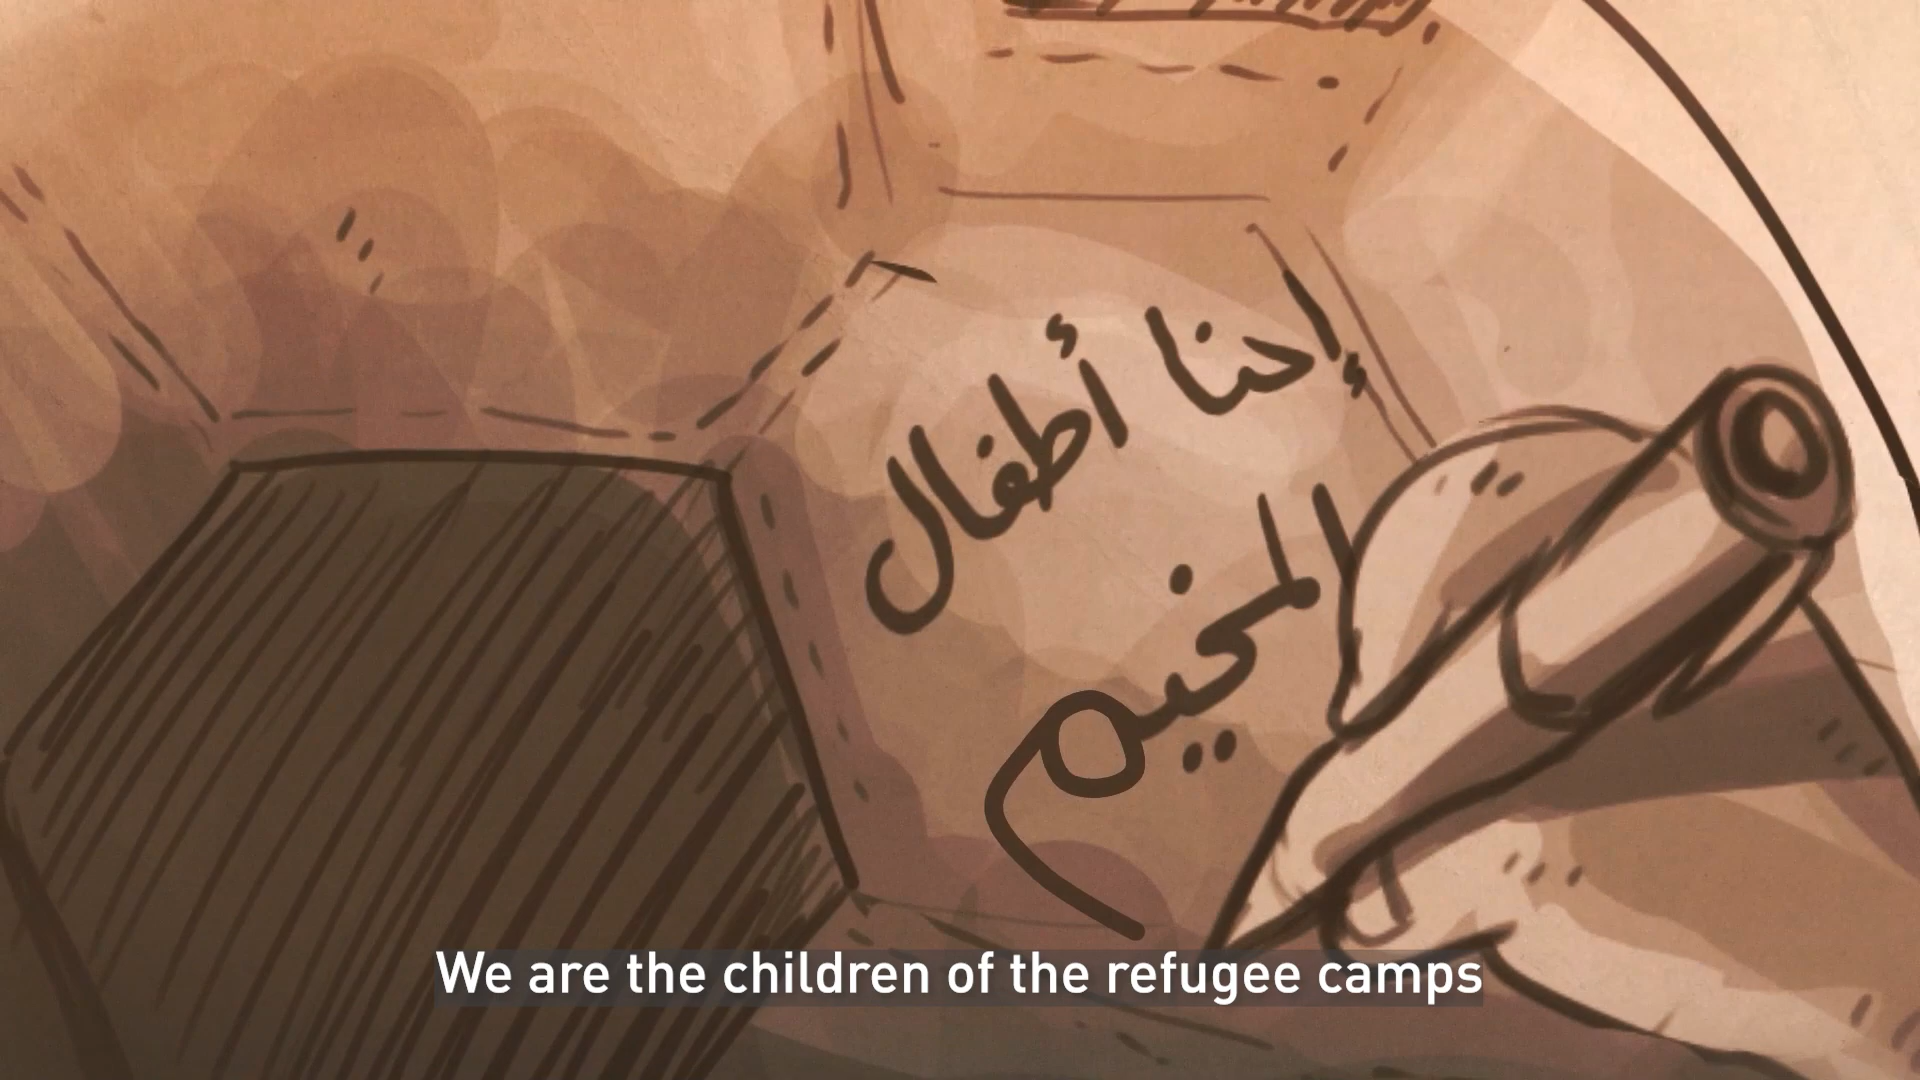 إحنا أطفال
المخيم
We are the children of the refugee camps